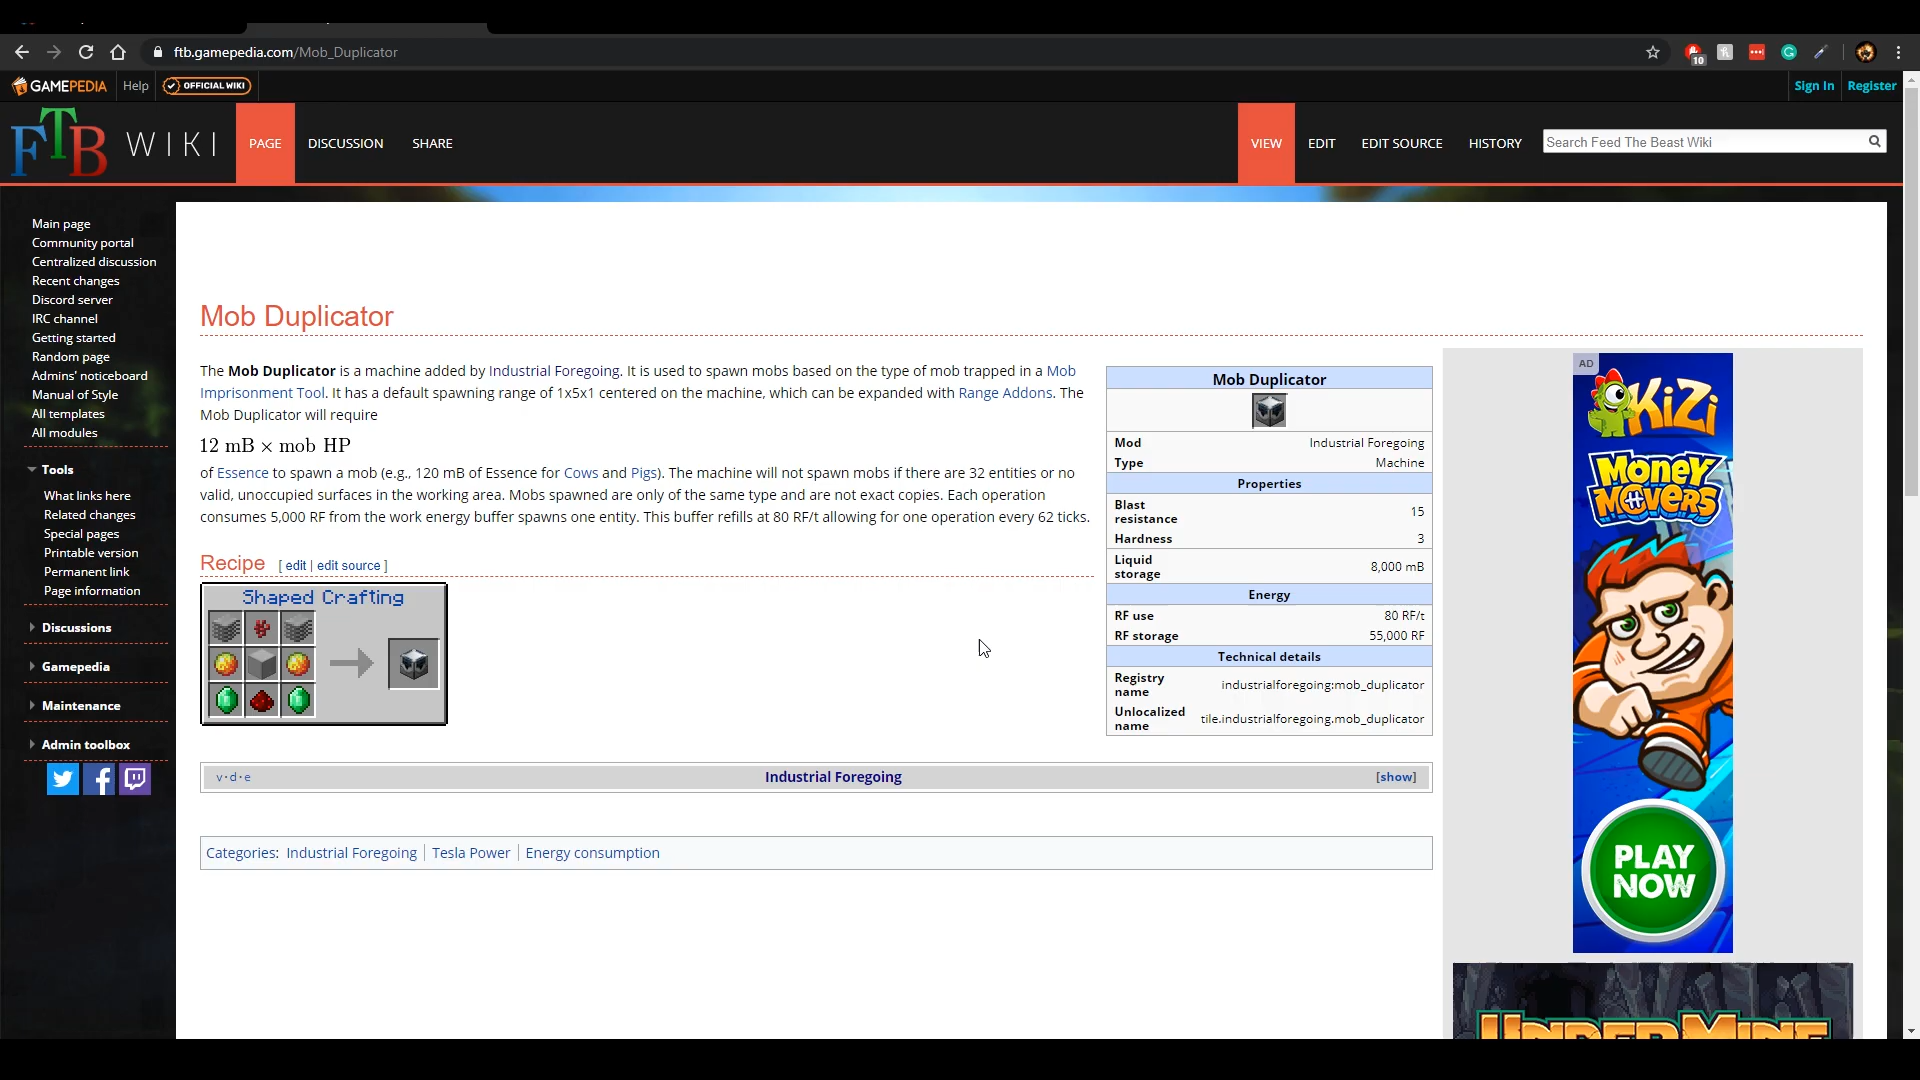 ftb.gamepedia.com/Mob_Duplicator
10
GAMEPEDIA
Help
OFFICIAL WIKI
Sign In
Register
FTB WIKI
PAGE
DISCUSSION
SHARE
VIEW
EDIT
EDIT SOURCE
HISTORY
Search Feed The Beast Wiki
Main page
Community portal
Centralized discussion
Recent changes
Discord server
IRC channel
Getting started
Random page
Admins' noticeboard
Manual of Style
All templates
All modules
Tools
What links here
Related changes
Special pages
Printable version
Permanent link
Page information
Discussions
Gamepedia
Maintenance
Admin toolbox
Mob Duplicator
The Mob Duplicator is a machine added by Industrial Foregoing. It is used to spawn mobs based on the type of mob trapped in a Mob
Imprisonment Tool. It has a default spawning range of 1x5x1 centered on the machine, which can be expanded with Range Addons. The
Mob Duplicator will require
12 mB × mob HP
of Essence to spawn a mob (e.g., 120 mB of Essence for Cows and Pigs). The machine will not spawn mobs if there are 32 entities or no
valid, unoccupied surfaces in the working area. Mobs spawned are only of the same type and are not exact copies. Each operation
consumes 5,000 RF from the work energy buffer spawns one entity. This buffer refills at 80 RF/t allowing for one operation every 62 ticks.
Recipe [ edit | edit source ]
Shaped Crafting
Mob Duplicator
Mod Industrial Foregoing
Type Machine
Properties
Blast
resistance 15
Hardness 3
Liquid
storage 8,000 mB
Energy
RF use 80 RF/t
RF storage 55,000 RF
Technical details
Registry
name industrialforegoing:mob_duplicator
Unlocalized
name tile.industrialforegoing.mob_duplicator
v·d·e
Industrial Foregoing
[show]
Categories: Industrial Foregoing | Tesla Power | Energy consumption
AD
KiZi
MONEY
MOVERS
PLAY
NOW
UNDERMINE